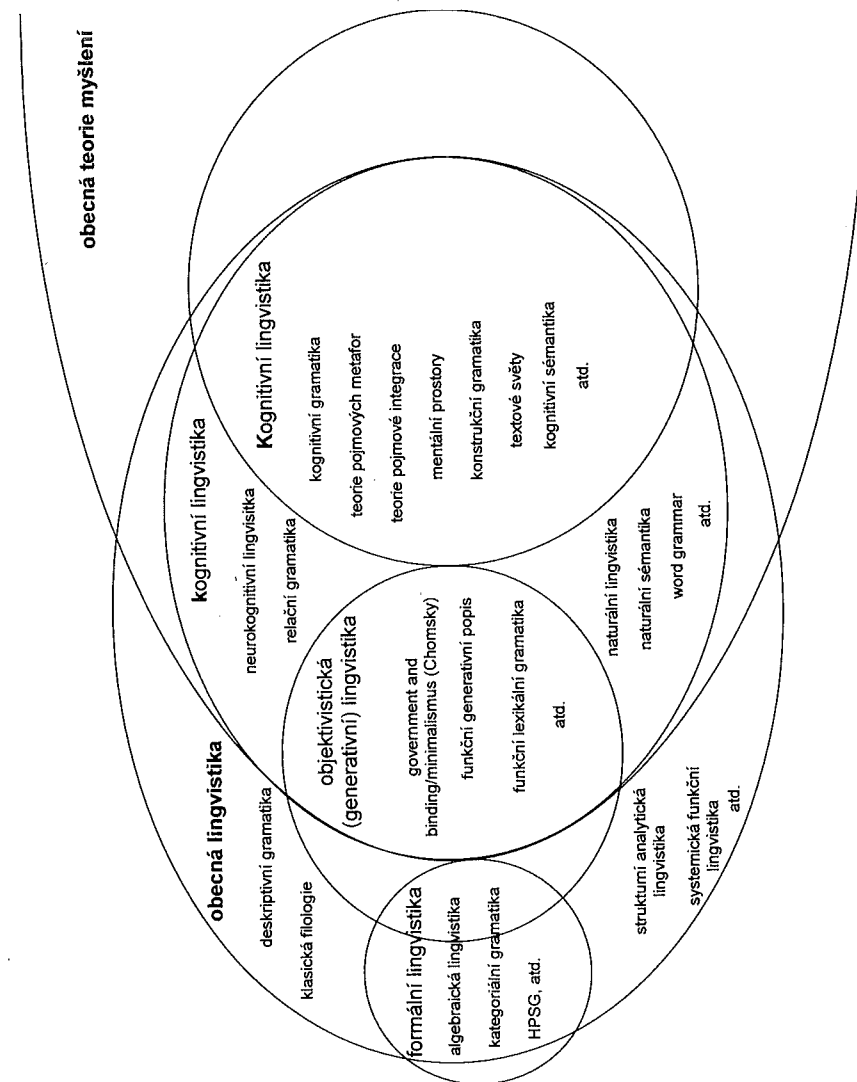 obecná teorie myšlení
obecná lingvistika
deskriptivní gramatika
klasická filologie
formální lingvistika
algebraická lingvistika
kategoriální gramatika
HPSG, atd.
strukturní analytická
lingvistika
systemická funkční
lingvistika
atd.
kognitivní lingvistika
neurokognitivní lingvisitka
relační gramatika
objektivistická
(generativní) lingvistika
government and
binding/minimalismus (Chomsky)
funkční generativní popis
funkční lexikální gramatika
atd.
naturální lingvistika
naturální sémantika
word grammar
atd.
Kognitivní lingvistika
kognitivní gramatika
teorie pojmových metafor
teorie pojmové integrace
mentální prostory
konstrukční gramatika
textové světy
kognitivní sémantika
atd.